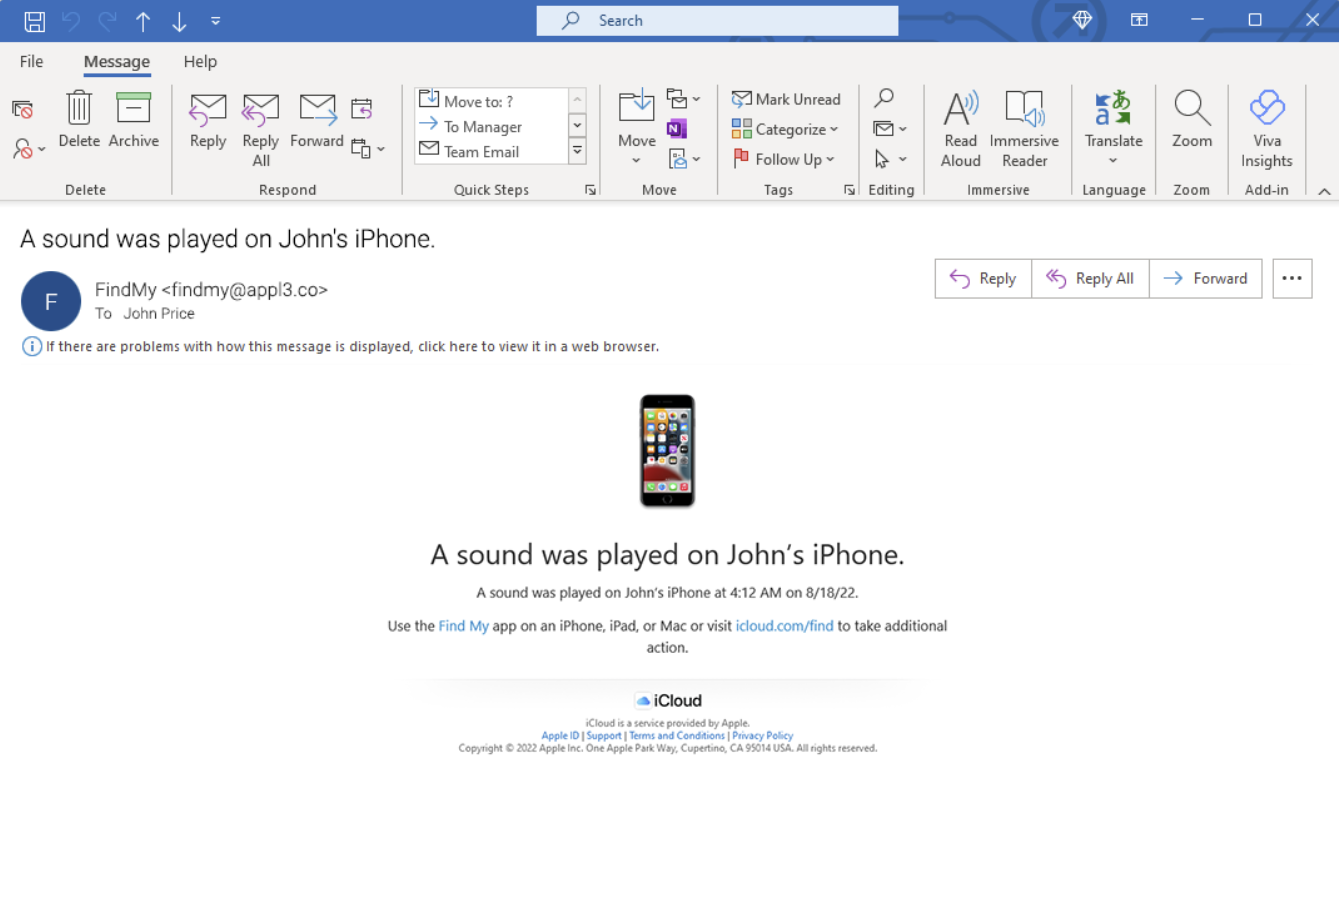 Search
File Message Help
Delete Archive
Reply Reply All Forward
Move to: ?
To Manager
Team Email
Move
Mark Unread
Categorize
Follow Up
Read Aloud
Immersive Reader
Translate
Zoom
Viva Insights
Delete Respond Quick Steps Move Tags Editing Immersive Language Zoom Add-in
A sound was played on John's iPhone.
F
FindMy <findmy@appl3.co>
To John Price
Reply Reply All Forward
If there are problems with how this message is displayed, click here to view it in a web browser.
A sound was played on John’s iPhone.
A sound was played on John’s iPhone at 4:12 AM on 8/18/22.
Use the Find My app on an iPhone, iPad, or Mac or visit icloud.com/find to take additional
action.
iCloud
iCloud is a service provided by Apple.
Apple ID | Support | Terms and Conditions | Privacy Policy
Copyright © 2022 Apple Inc. One Apple Park Way, Cupertino, CA 95014 USA. All rights reserved.